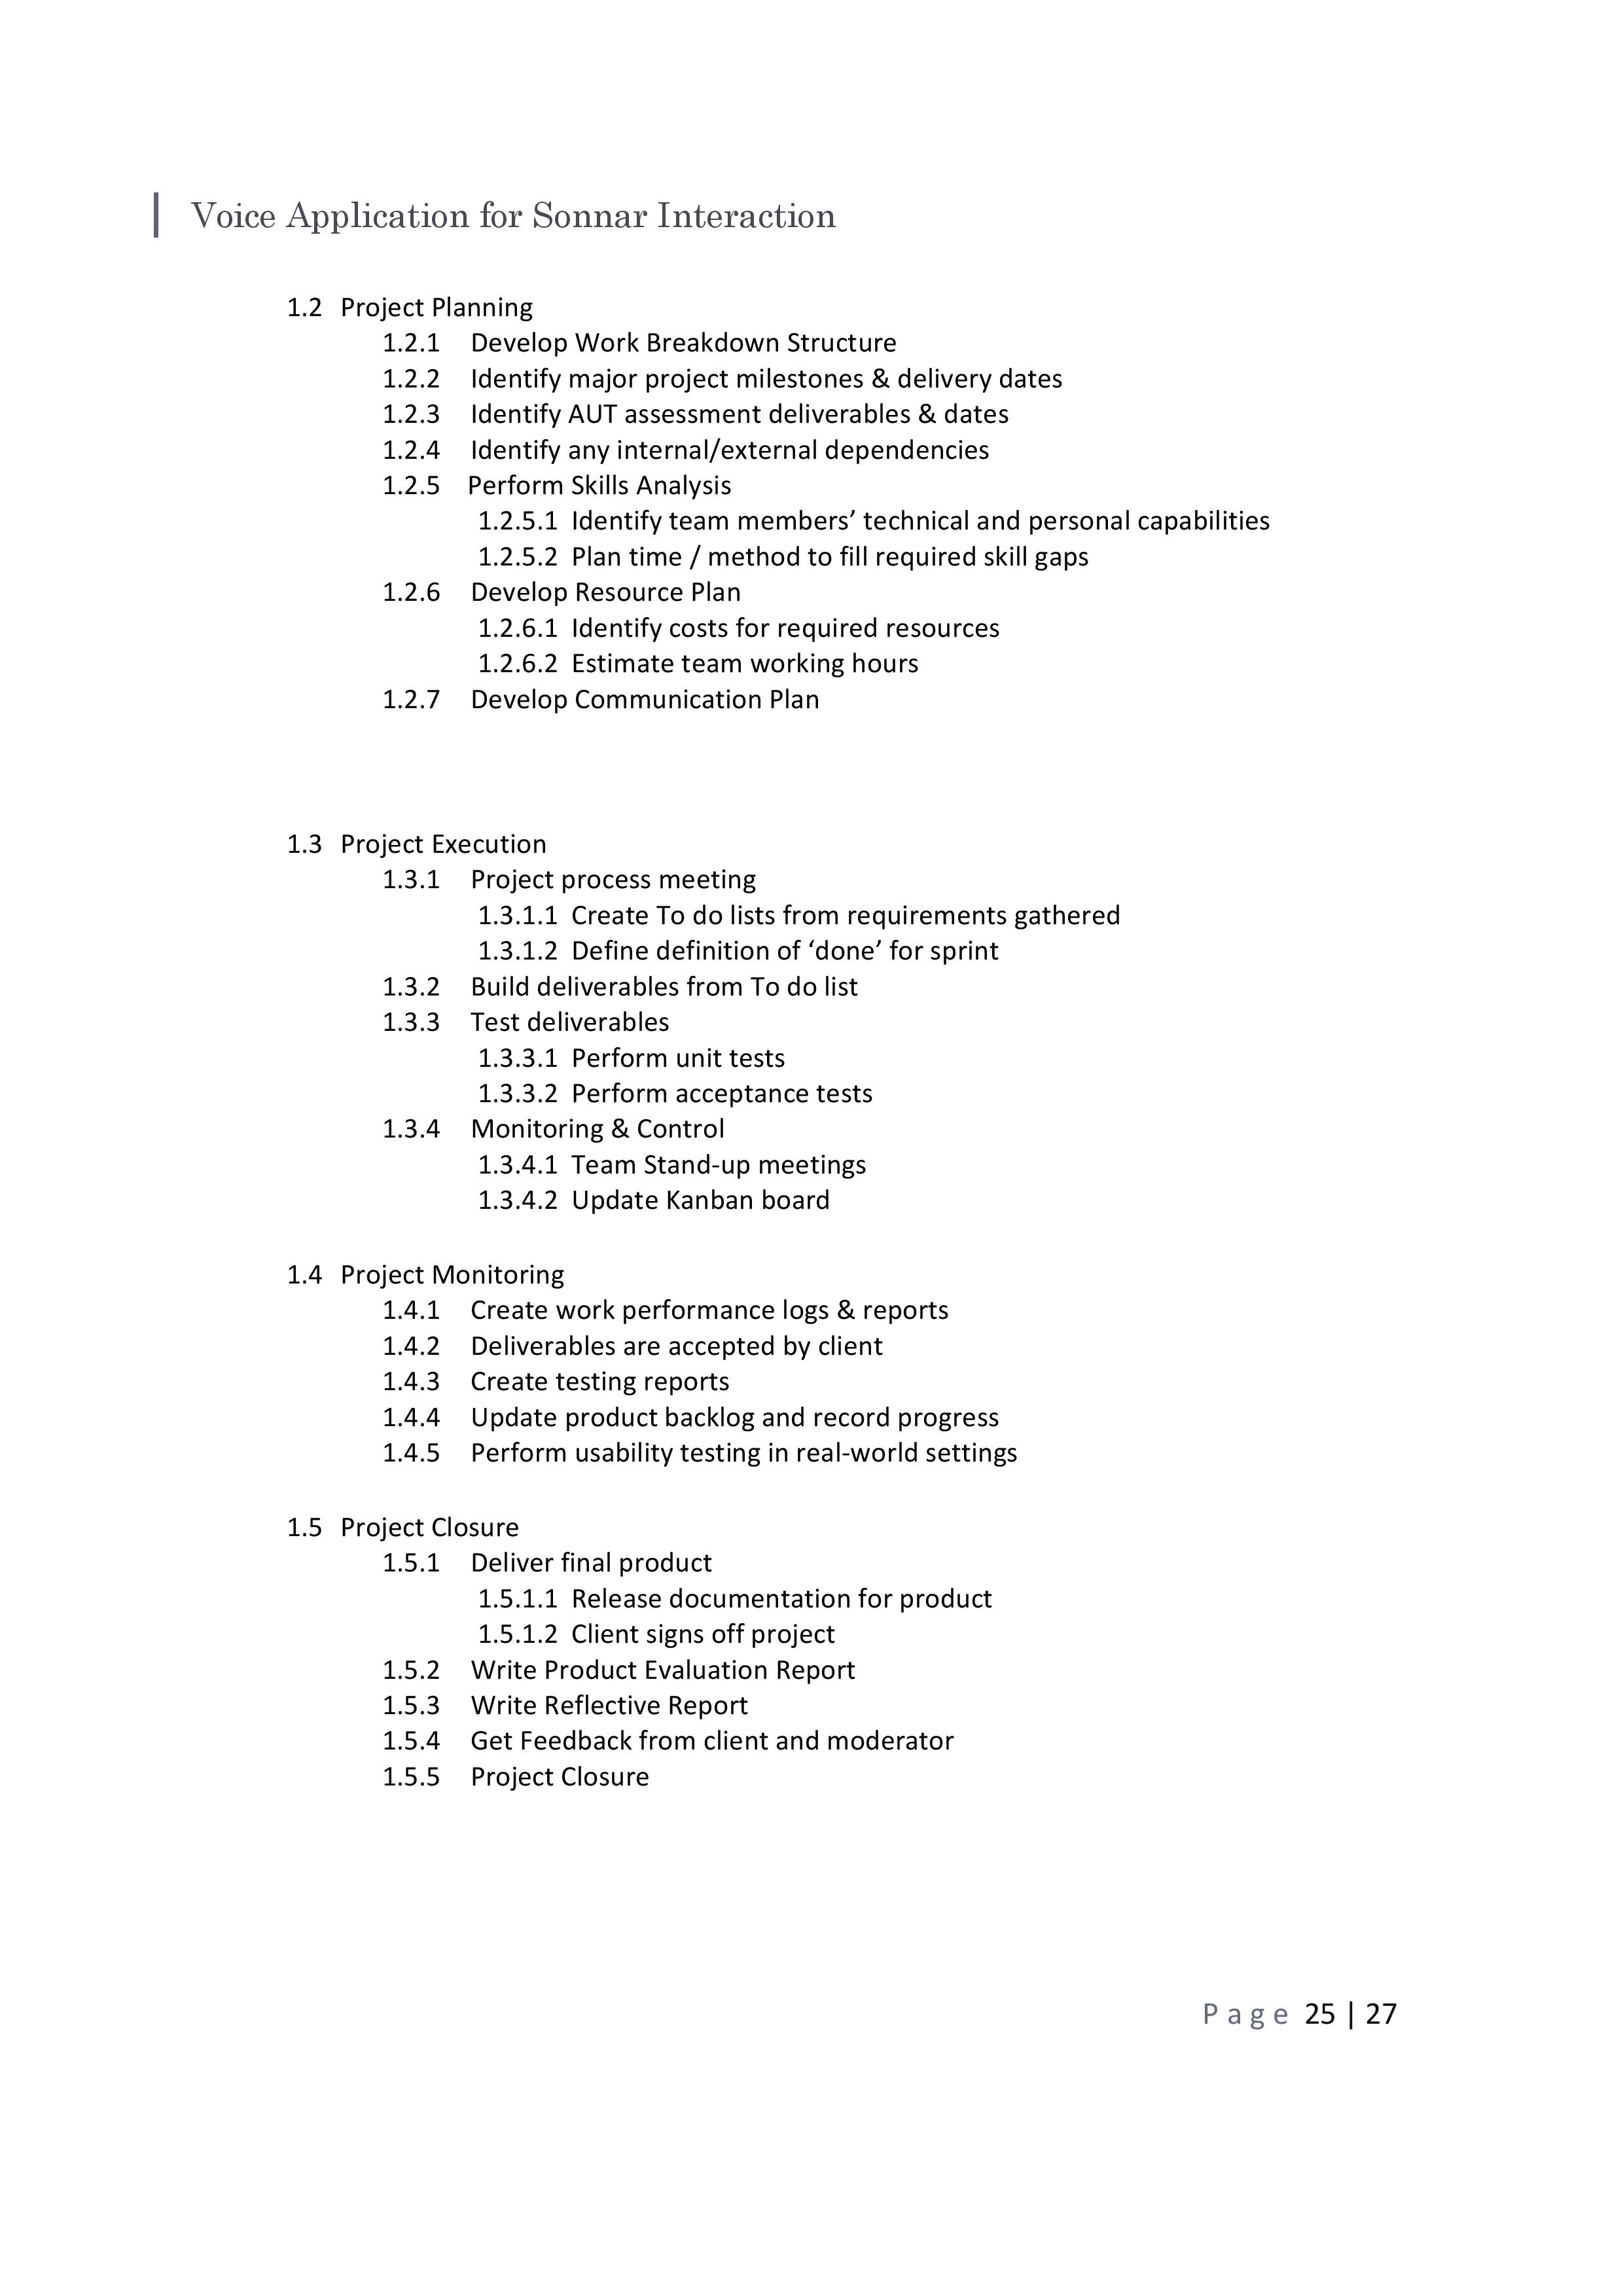 Voice Application for Sonnar Interaction
1.2 Project Planning
1.2.1 Develop Work Breakdown Structure
1.2.2 Identify major project milestones & delivery dates
1.2.3 Identify AUT assessment deliverables & dates
1.2.4 Identify any internal/external dependencies
1.2.5 Perform Skills Analysis
1.2.5.1 Identify team members’ technical and personal capabilities
1.2.5.2 Plan time / method to fill required skill gaps
1.2.6 Develop Resource Plan
1.2.6.1 Identify costs for required resources
1.2.6.2 Estimate team working hours
1.2.7 Develop Communication Plan
1.3 Project Execution
1.3.1 Project process meeting
1.3.1.1 Create To do lists from requirements gathered
1.3.1.2 Define definition of ‘done’ for sprint
1.3.2 Build deliverables from To do list
1.3.3 Test deliverables
1.3.3.1 Perform unit tests
1.3.3.2 Perform acceptance tests
1.3.4 Monitoring & Control
1.3.4.1 Team Stand-up meetings
1.3.4.2 Update Kanban board
1.4 Project Monitoring
1.4.1 Create work performance logs & reports
1.4.2 Deliverables are accepted by client
1.4.3 Create testing reports
1.4.4 Update product backlog and record progress
1.4.5 Perform usability testing in real-world settings
1.5 Project Closure
1.5.1 Deliver final product
1.5.1.1 Release documentation for product
1.5.1.2 Client signs off project
1.5.2 Write Product Evaluation Report
1.5.3 Write Reflective Report
1.5.4 Get Feedback from client and moderator
1.5.5 Project Closure
Page 25 | 27